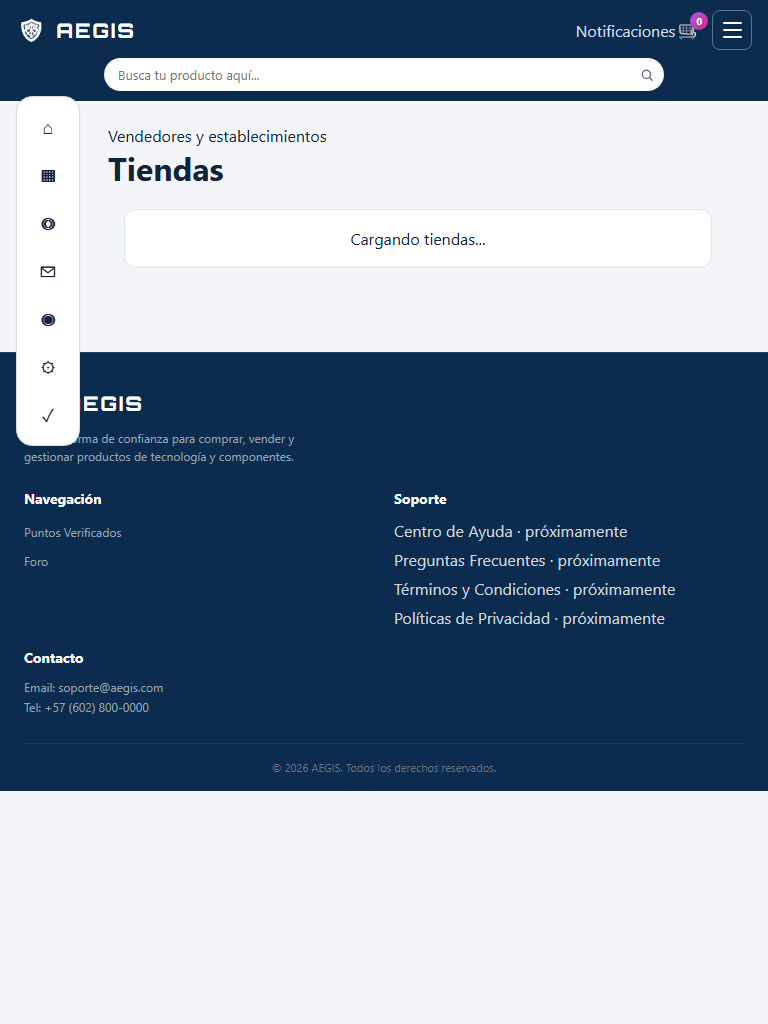 AEGIS
Notificaciones
0
Busca tu producto aquí...
Vendedores y establecimientos
Tiendas
Cargando tiendas...
EGIS
de confianza para comprar, vender y
gestionar productos de tecnología y componentes.
Navegación
Puntos Verificados
Foro
Soporte
Centro de Ayuda · próximamente
Preguntas Frecuentes · próximamente
Términos y Condiciones · próximamente
Políticas de Privacidad · próximamente
Contacto
Email: soporte@aegis.com
Tel: +57 (602) 800-0000
© 2026 AEGIS. Todos los derechos reservados.